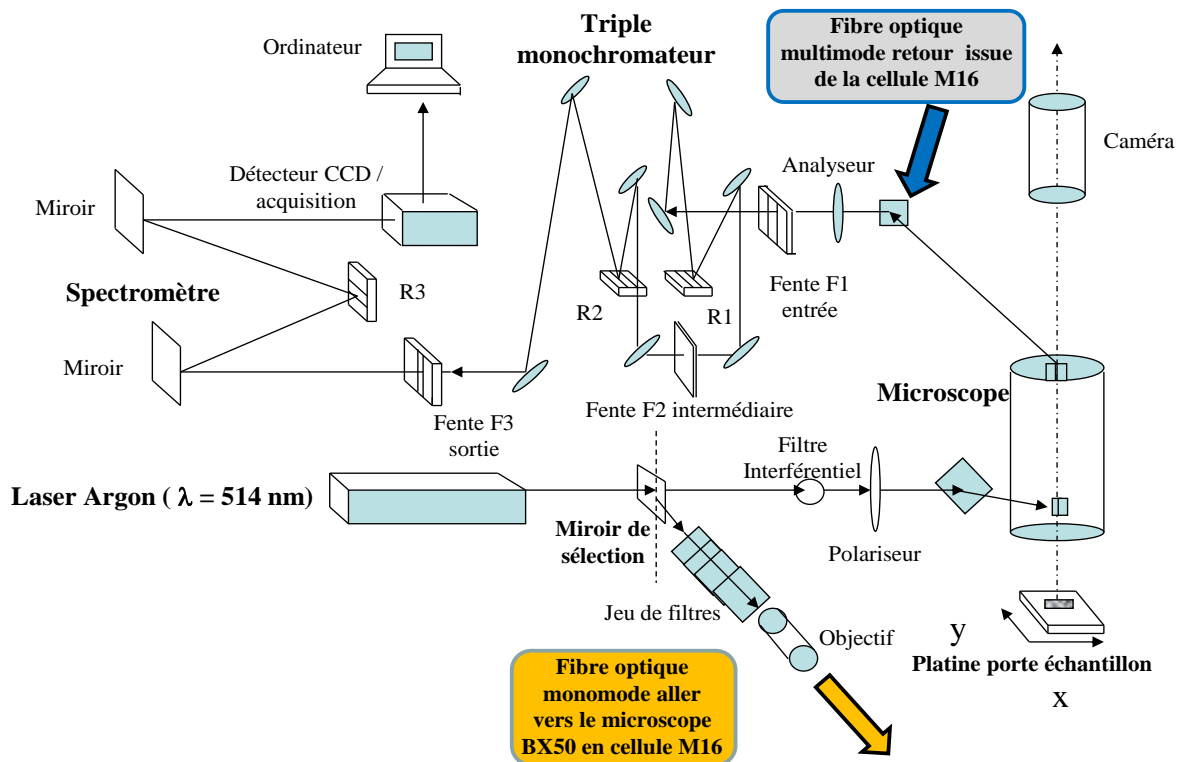 Triple
monochromateur
Ordinateur
Fibre optique
multimode retour issue
de la cellule M16
Caméra
Analyseur
Détecteur CCD /
acquisition
Miroir
Spectromètre
R3
R2
R1
Fente F1
entrée
Miroir
Fente F3
sortie
Fente F2 intermédiaire
Microscope
Filtre
Interférentiel
Laser Argon ( λ = 514 nm)
Miroir de
sélection
Polariseur
Jeu de filtres
Objectif
y
Platine porte échantillon
x
Fibre optique
monomode aller
vers le microscope
BX50 en cellule M16